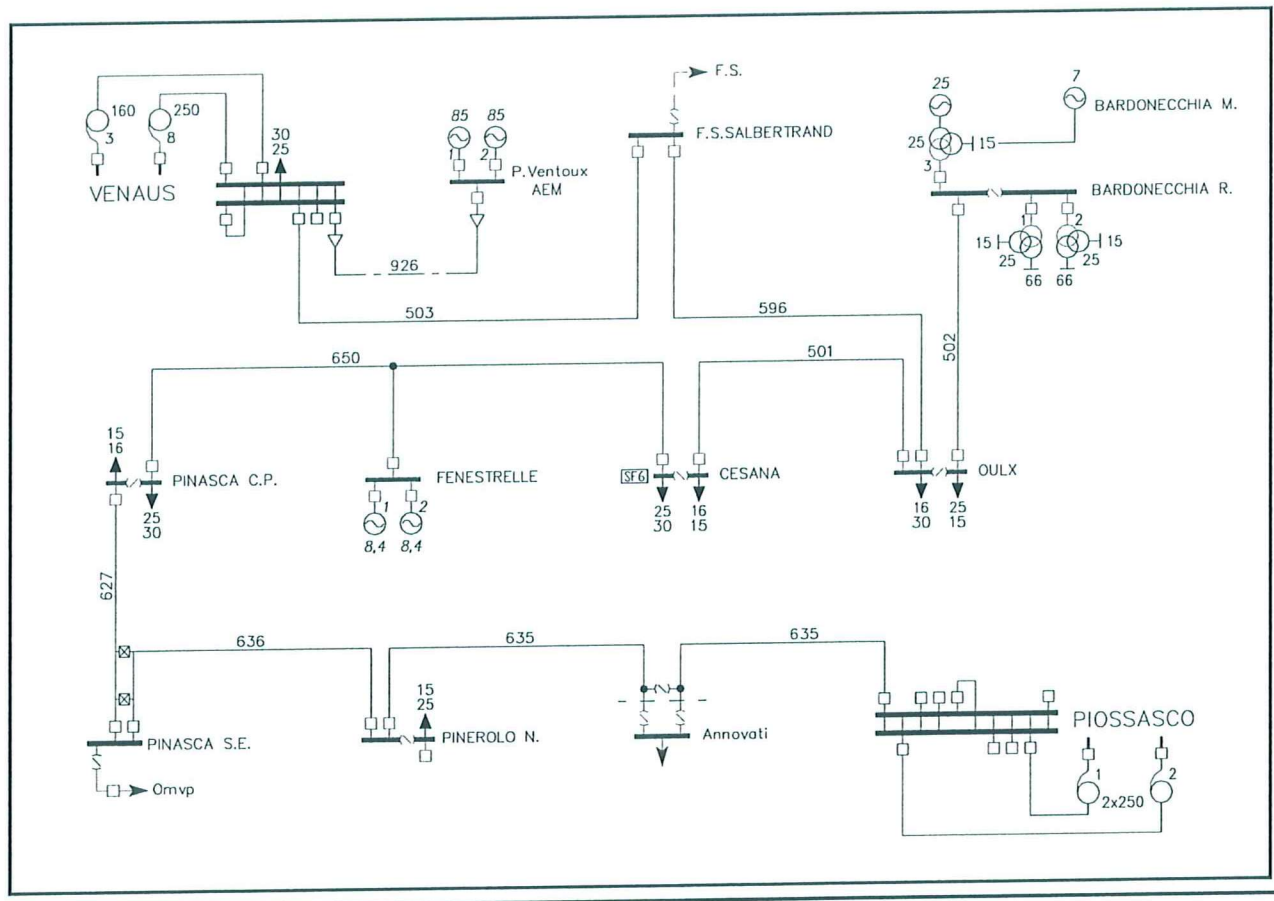 F.S.
25
7
160
250
85
85
BARDONECCHIA M.
3
8
30
25
F.S.SALBERTRAND
25
15
1
2
P.Ventoux
AEM
3
VENAUS
BARDONECCHIA R.
1
2
15
15
25
25
66
66
926
503
596
502
650
501
15
16
PINASCA C.P.
FENESTRELLE
SF6
CESANA
OULX
25
30
1
2
8,4
8,4
25
30
16
15
16
30
25
15
627
636
635
635
15
25
PINASCA S.E.
PINEROLO N.
Annovati
PIOSSASCO
Omvp
1
2
2x250